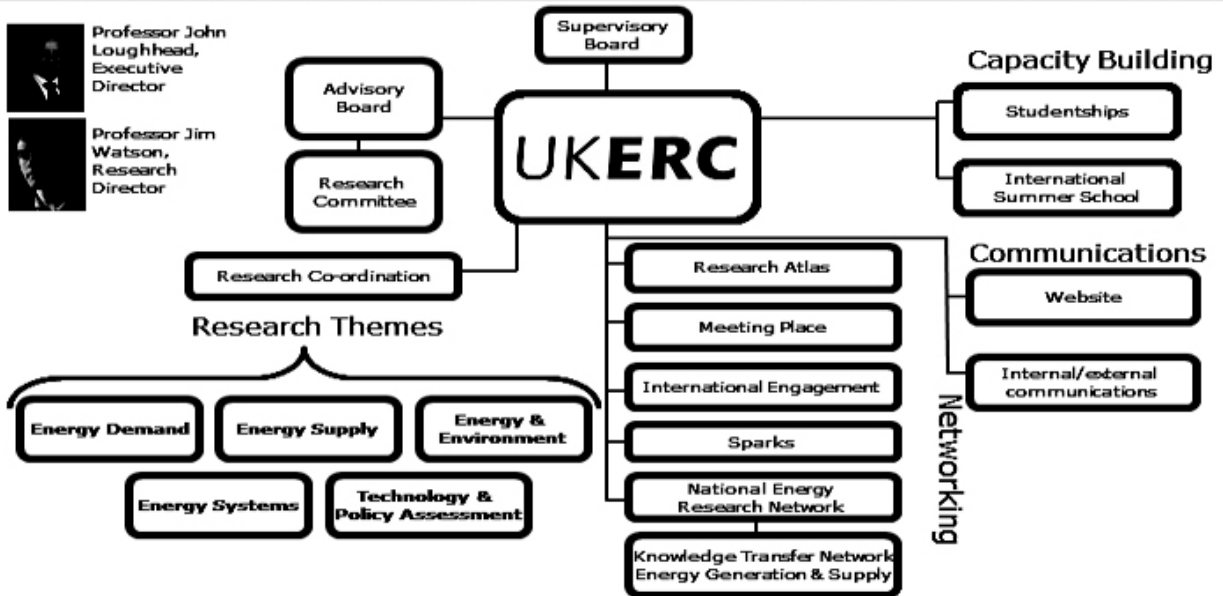 Professor John
Loughhead,
Executive
Director
Professor Jim
Watson,
Research
Director
Supervisory
Board
Advisory
Board
Research
Committee
UKERC
Capacity Building
Studentships
International
Summer School
Research Co-ordination
Communications
Website
Internal/external
communications
Research Themes
Energy Demand
Energy Supply
Energy &
Environment
Energy Systems
Technology &
Policy Assessment
Research Atlas
Meeting Place
International Engagement
Sparks
National Energy
Research Network
Knowledge Transfer Network
Energy Generation & Supply
Networking